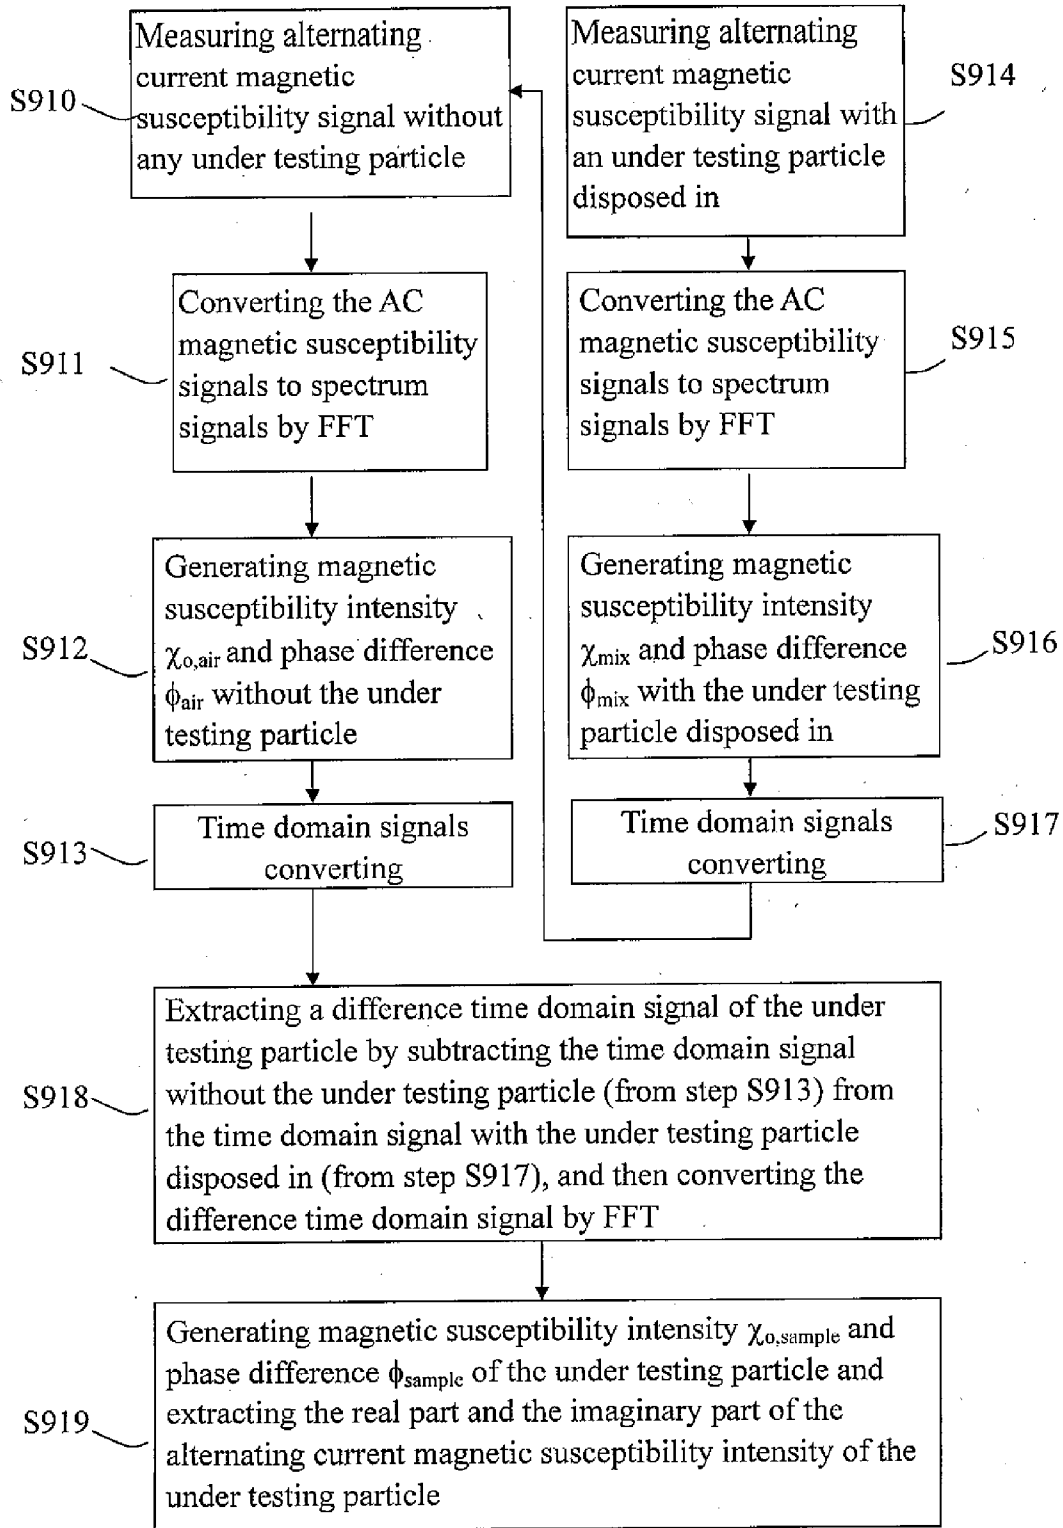 Measuring alternating
current magnetic
susceptibility signal without
any under testing particle
S910
Converting the AC
magnetic susceptibility
signals to spectrum
signals by FFT
S911
Generating magnetic
susceptibility intensity
χo,air and phase difference
ϕair without the under
testing particle
S912
Time domain signals
converting
S913
Measuring alternating
current magnetic
susceptibility signal with
an under testing particle
disposed in
S914
Converting the AC
magnetic susceptibility
signals to spectrum
signals by FFT
S915
Generating magnetic
susceptibility intensity
χmix and phase difference
ϕmix with the under testing
particle disposed in
S916
Time domain signals
converting
S917
Extracting a difference time domain signal of the under
testing particle by subtracting the time domain signal
without the under testing particle (from step S913) from
the time domain signal with the under testing particle
disposed in (from step S917), and then converting the
difference time domain signal by FFT
S918
Generating magnetic susceptibility intensity χo,sample and
phase difference ϕsample of the under testing particle and
extracting the real part and the imaginary part of the
alternating current magnetic susceptibility intensity of the
under testing particle
S919